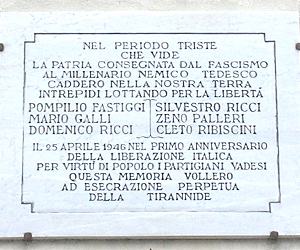 NEL PERIODO TRISTE
CHE VIDE
LA PATRIA CONSEGNATA DAL FASCISMO
AL MILLENARIO NEMICO TEDESCO
CADDERO NELLA NOSTRA TERRA
INTREPIDI LOTTANDO PER LA LIBERTÁ
POMPILIO FASTIGGI SILVESTRO RICCI
MARIO GALLI ZENO PALLERI
DOMENICO RICCI CLETO RIBISCINI
IL 25 APRILE 1946 NEL PRIMO ANNIVERSARIO
DELLA LIBERAZIONE ITALICA
PER VIRTÚ DI POPOLO I PARTIGIANI VADESI
QUESTA MEMORIA VOLLERO
AD ESECRAZIONE PERPETUA
DELLA TIRANNIDE